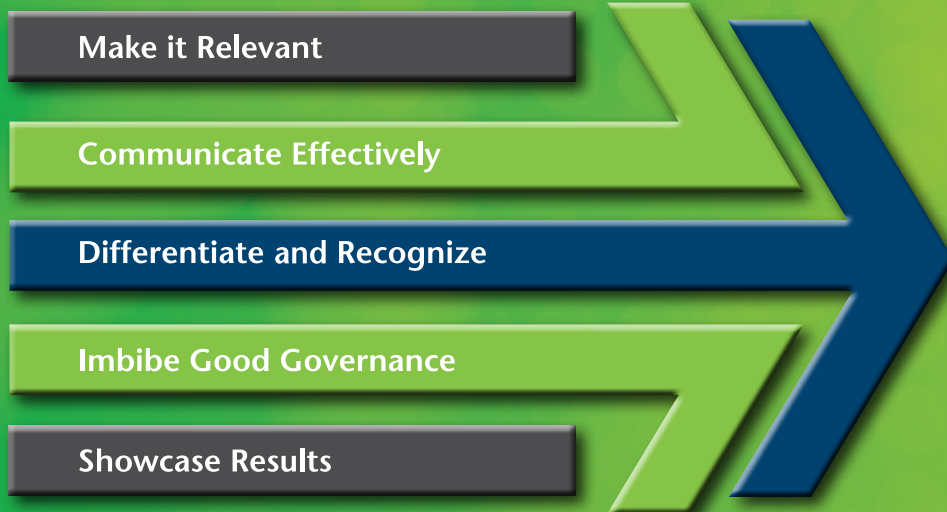 Make it Relevant
Communicate Effectively
Differentiate and Recognize
Imbibe Good Governance
Showcase Results